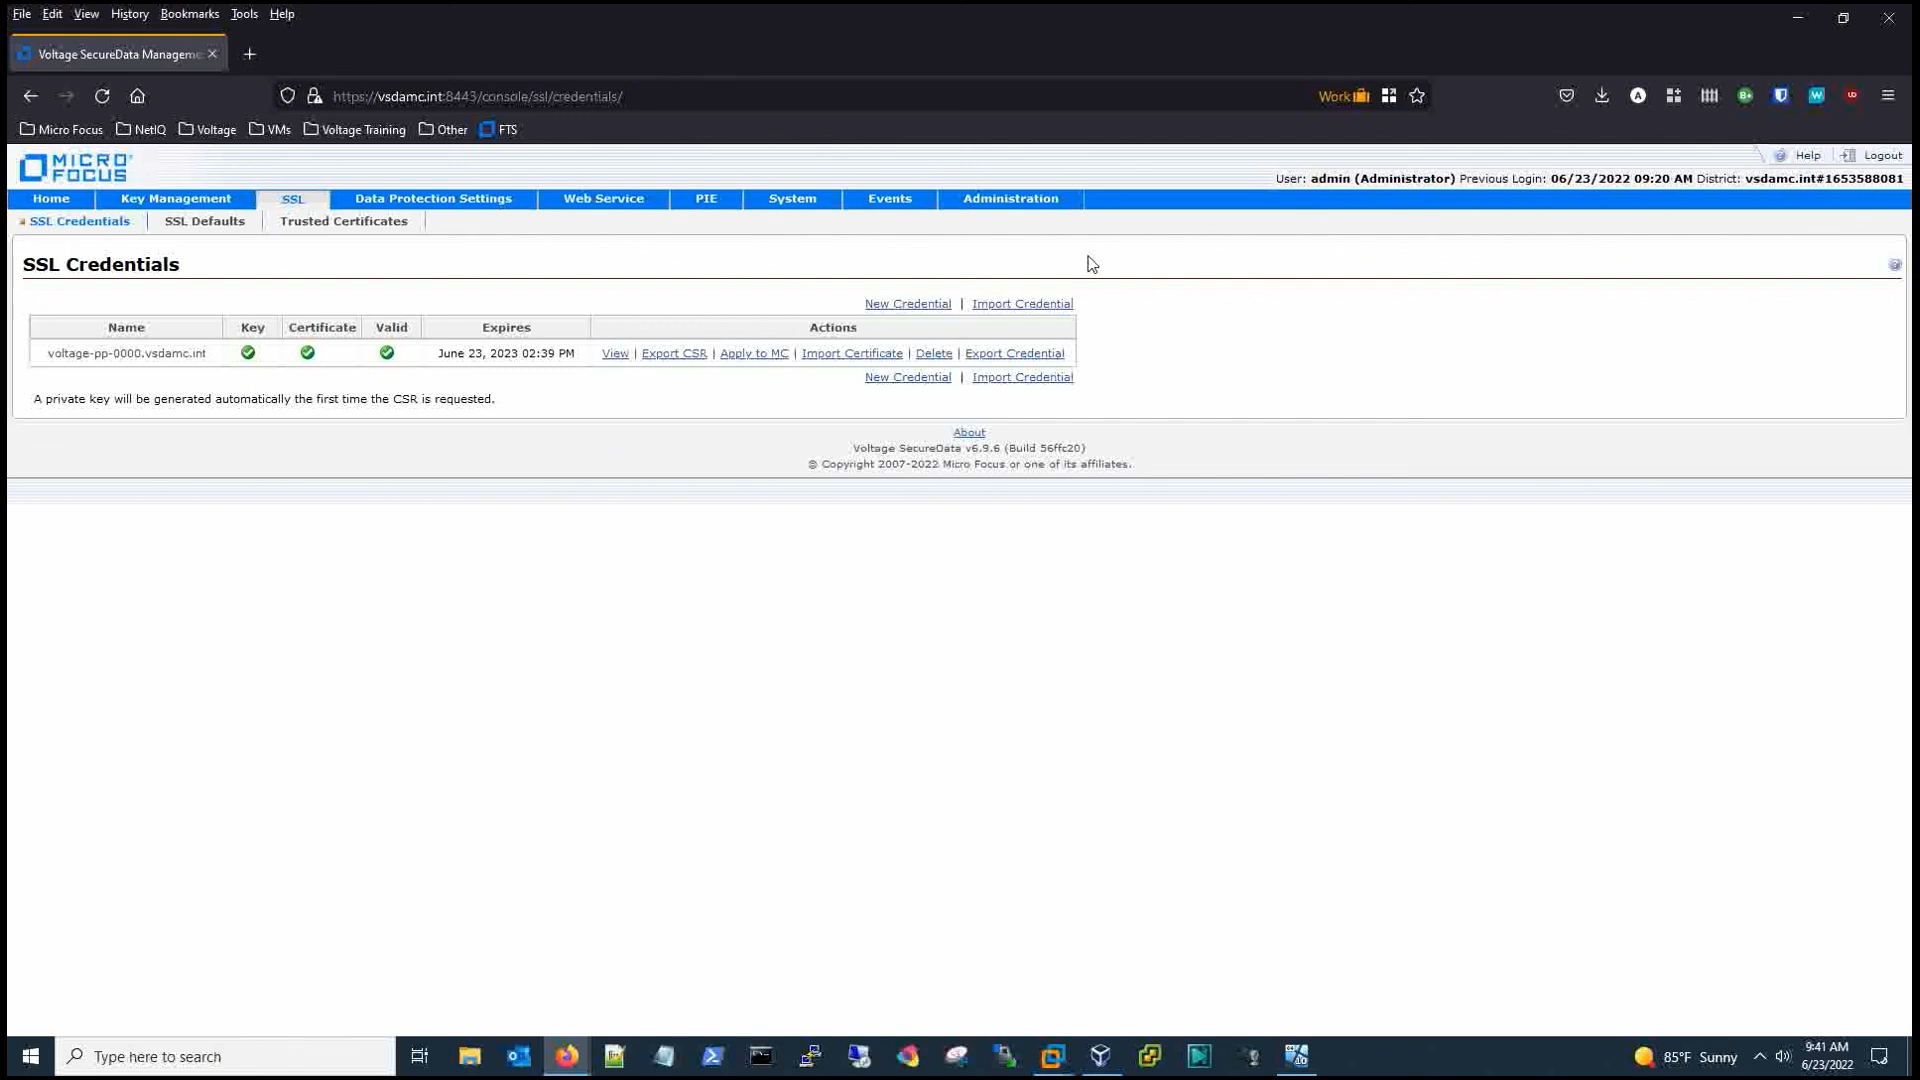 File Edit View History Bookmarks Tools Help
Voltage SecureData Manageme
https://vsdamc.int:8443/console/ssl/credentials/
Work
Micro Focus NetIQ Voltage VMs Voltage Training Other FTS
MICRO FOCUS
Help Logout
User: admin (Administrator) Previous Login: 06/23/2022 09:20 AM District: vsdamc.int#1653588081
Home Key Management SSL Data Protection Settings Web Service PIE System Events Administration
SSL Credentials SSL Defaults Trusted Certificates
SSL Credentials
New Credential | Import Credential
Name Key Certificate Valid Expires Actions
voltage-pp-0000.vsdamc.int June 23, 2023 02:39 PM View | Export CSR | Apply to MC | Import Certificate | Delete | Export Credential
New Credential | Import Credential
A private key will be generated automatically the first time the CSR is requested.
About
Voltage SecureData v6.9.6 (Build 56ffc20)
© Copyright 2007-2022 Micro Focus or one of its affiliates.
Type here to search
85°F Sunny
9:41 AM
6/23/2022